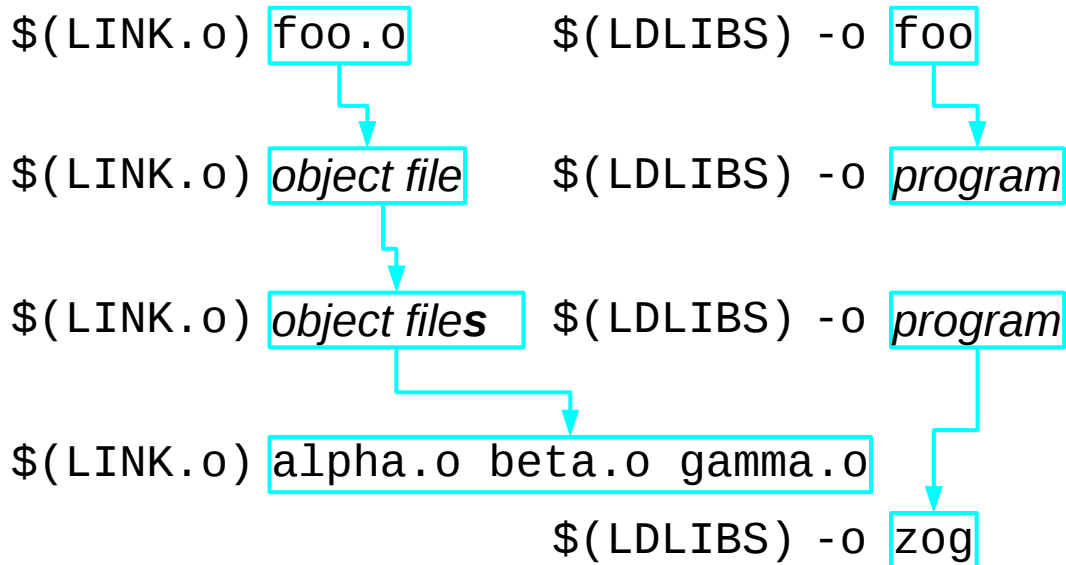 $(LINK.o) foo.o $(LDLIBS) -o foo
$(LINK.o) object file $(LDLIBS) -o program
$(LINK.o) object files $(LDLIBS) -o program
$(LINK.o) alpha.o beta.o gamma.o
$(LDLIBS) -o zog